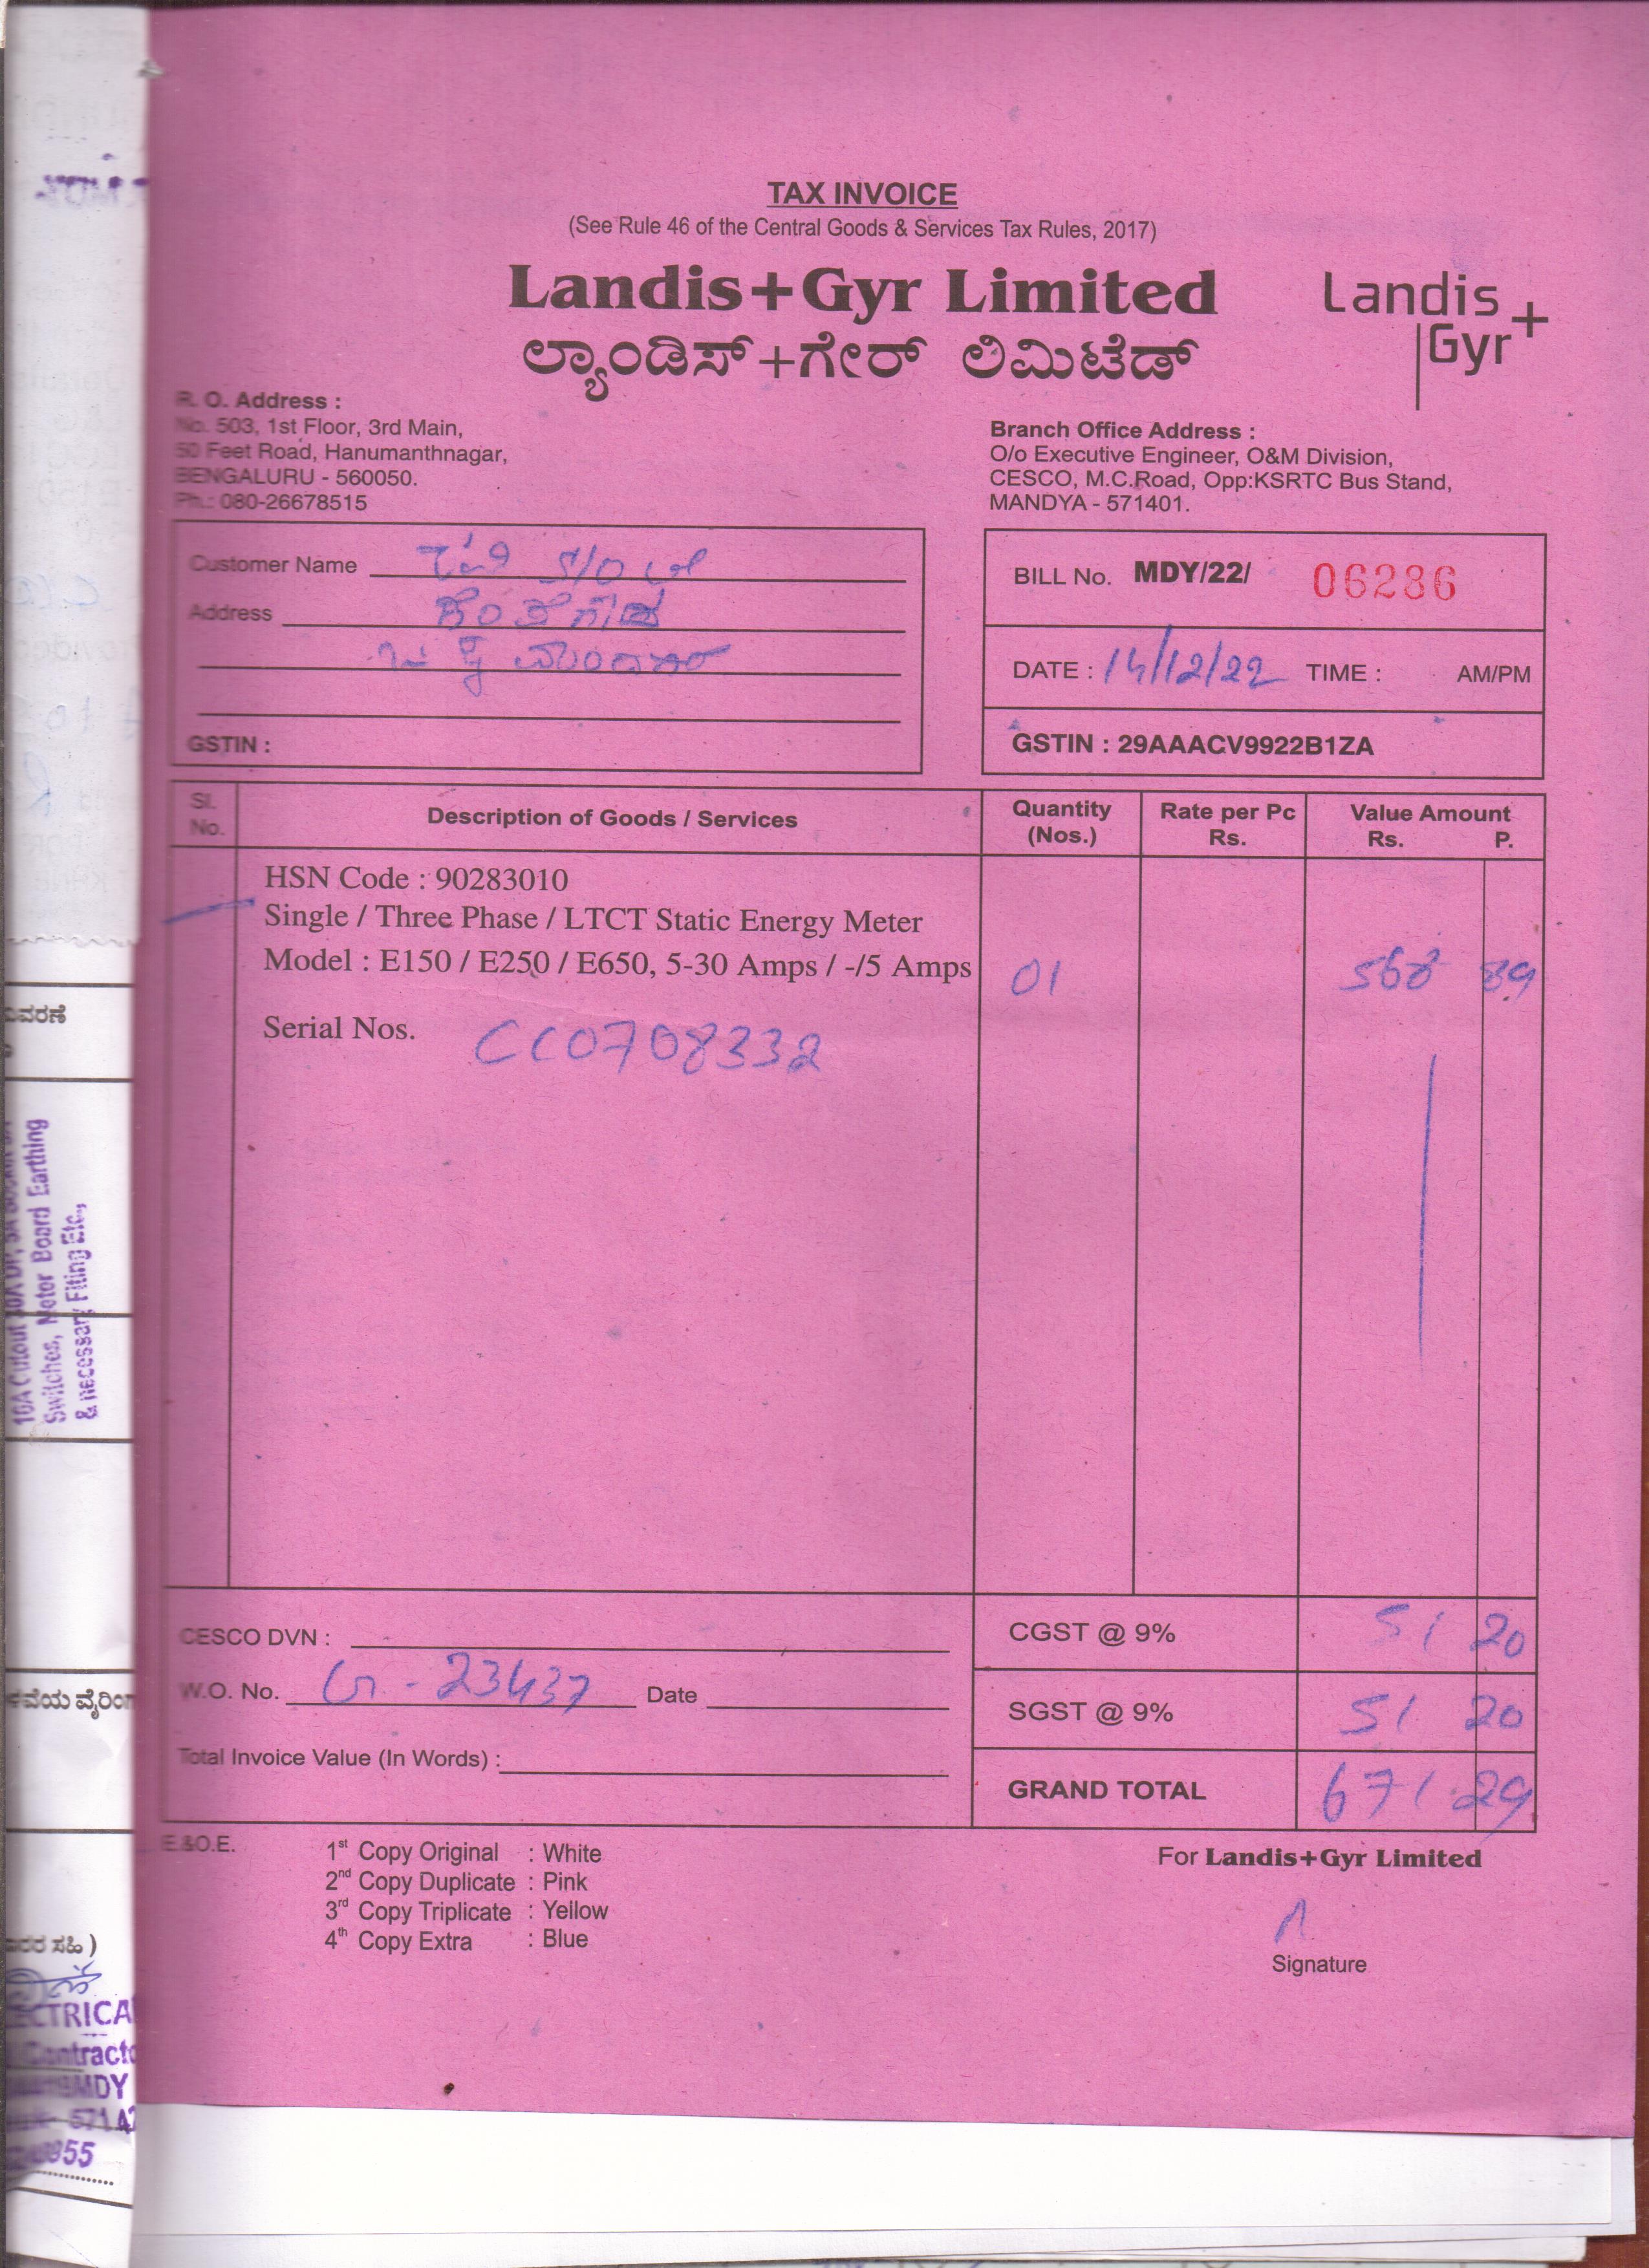 TAX INVOICE
(See Rule 46 of the Central Goods & Services Tax Rules, 2017)
Landis+Gyr Limited
ಲ್ಯಾಂಡಿಸ್+ಗೇರ್ ಲಿಮಿಟೆಡ್
Landis+
Gyr
R. O. Address :
No. 503, 1st Floor, 3rd Main,
50 Feet Road, Hanumanthnagar,
BENGALURU - 560050.
Ph.: 080-26678515
Branch Office Address :
O/o Executive Engineer, O&M Division,
CESCO, M.C.Road, Opp:KSRTC Bus Stand,
MANDYA - 571401.
Customer Name S/O
Address
GSTIN :
BILL No. MDY/22/ 06286
DATE : 14/12/22 TIME : AM/PM
GSTIN : 29AAACV9922B1ZA
Sl. No. Description of Goods / Services Quantity (Nos.) Rate per Pc Rs. Value Amount Rs. P.
HSN Code : 90283010
Single / Three Phase / LTCT Static Energy Meter
Model : E150 / E250 / E650, 5-30 Amps / -/5 Amps 01 568 89
Serial Nos. CC0708332
CESCO DVN :
CGST @ 9% 51 20
W.O. No. G-23437 Date
SGST @ 9% 51 20
Total Invoice Value (In Words) :
GRAND TOTAL 671 29
E.&O.E.
1st Copy Original : White
2nd Copy Duplicate : Pink
3rd Copy Triplicate : Yellow
4th Copy Extra : Blue
For Landis+Gyr Limited
Signature
ವಿವರಣೆ
Switches, Motor Board Earthing
& necessary Fiting Etc.,
ಸಹಿ )